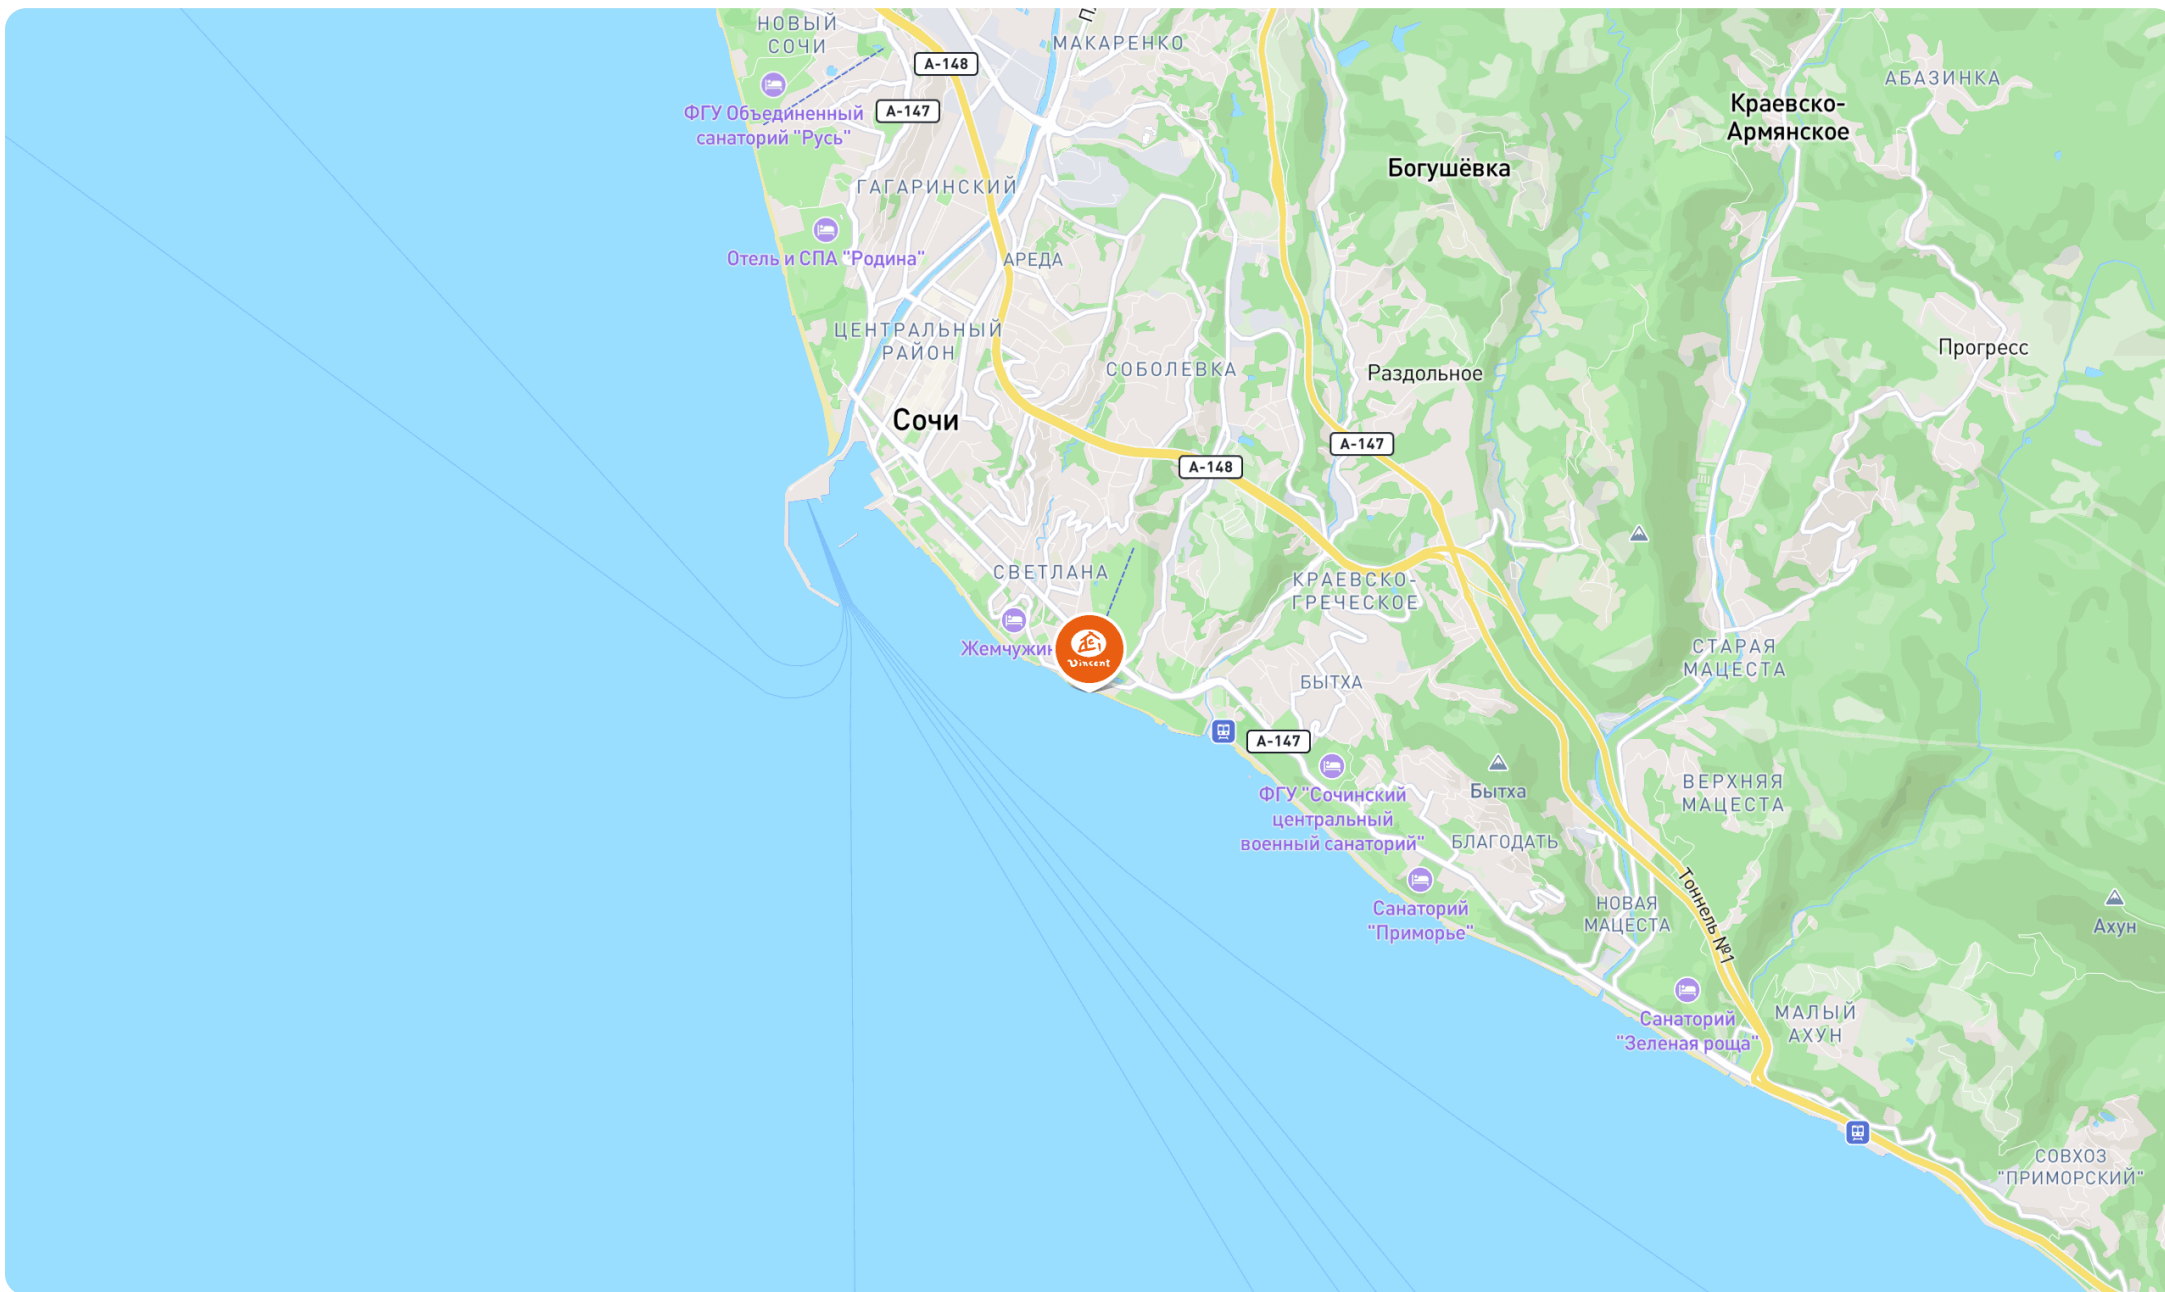 НОВЫЙ
СОЧИ
МАКАРЕНКО
А-148
АБАЗИНКА
Краевско-
Армянское
А-147
ФГУ Объединенный
санаторий "Русь"
Богушёвка
ГАГАРИНСКИЙ
Отель и СПА "Родина"
АРЕДА
ЦЕНТРАЛЬНЫЙ
РАЙОН
СОБОЛЕВКА
Раздольное
Прогресс
Сочи
А-147
А-148
СВЕТЛАНА
КРАЕВСКО-
ГРЕЧЕСКОЕ
Жемчужин
Vincent
СТАРАЯ
МАЦЕСТА
БЫТХА
А-147
ФГУ "Сочинский
центральный
военный санаторий"
Бытха
ВЕРХНЯЯ
МАЦЕСТА
БЛАГОДАТЬ
Тоннель №1
Санаторий
"Приморье"
НОВАЯ
МАЦЕСТА
Ахун
Санаторий
"Зеленая роща"
МАЛЫЙ
АХУН
СОВХОЗ
"ПРИМОРСКИЙ"